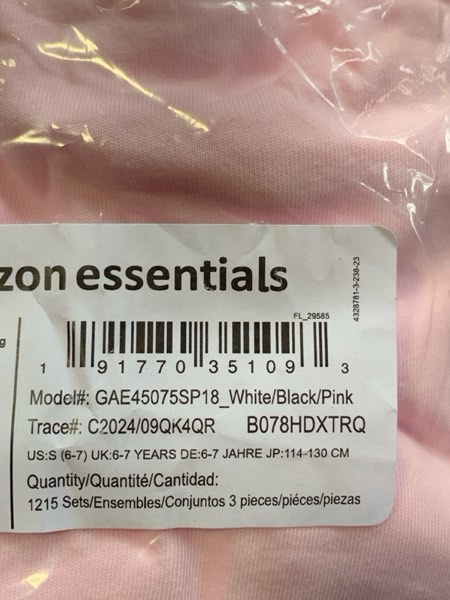 zon essentials
4328781-3-238-23
FL_29585
g
1 91770 35109 3
Model#: GAE45075SP18_White/Black/Pink
Trace#: C2024/09QK4QR B078HDXTRQ
US:S (6-7) UK:6-7 YEARS DE:6-7 JAHRE JP:114-130 CM
Quantity/Quantité/Cantidad:
1215 Sets/Ensembles/Conjuntos 3 pieces/piéces/piezas